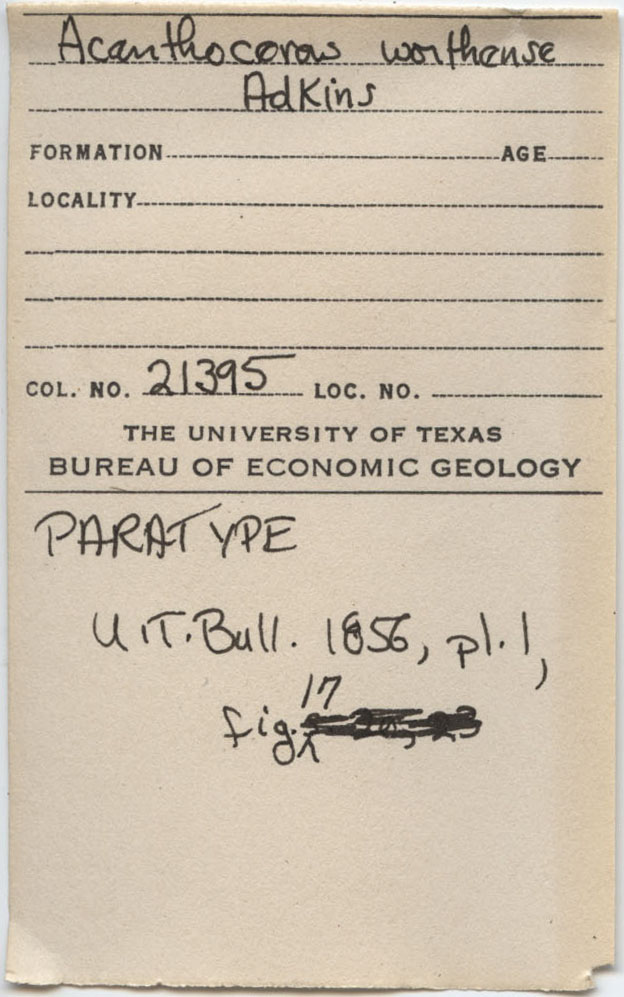 Acanthoceras worthense
Adkins
FORMATION AGE
LOCALITY
COL. NO. 21395 LOC. NO.
THE UNIVERSITY OF TEXAS
BUREAU OF ECONOMIC GEOLOGY
PARATYPE
U.T. Bull. 1856, pl. 1,
17
fig.